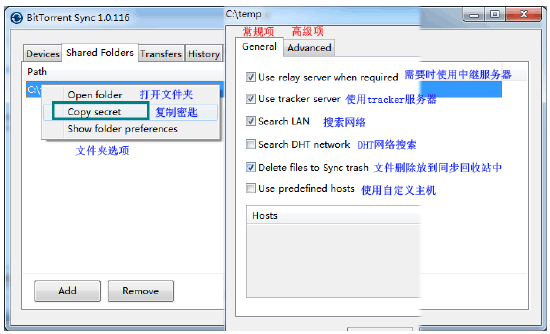 BitTorrent Sync 1.0.116
Devices Shared Folders Transfers History
Path
C:\
Open folder 打开文件夹
Copy secret 复制密匙
Show folder preferences
文件夹选项
Add Remove
C:\temp
常规项 高级项
General Advanced
Use relay server when required 需要时使用中继服务器
Use tracker server 使用tracker服务器
Search LAN 搜索网络
Search DHT network DHT网络搜索
Delete files to Sync trash 文件删除放到同步回收站中
Use predefined hosts 使用自定义主机
Hosts